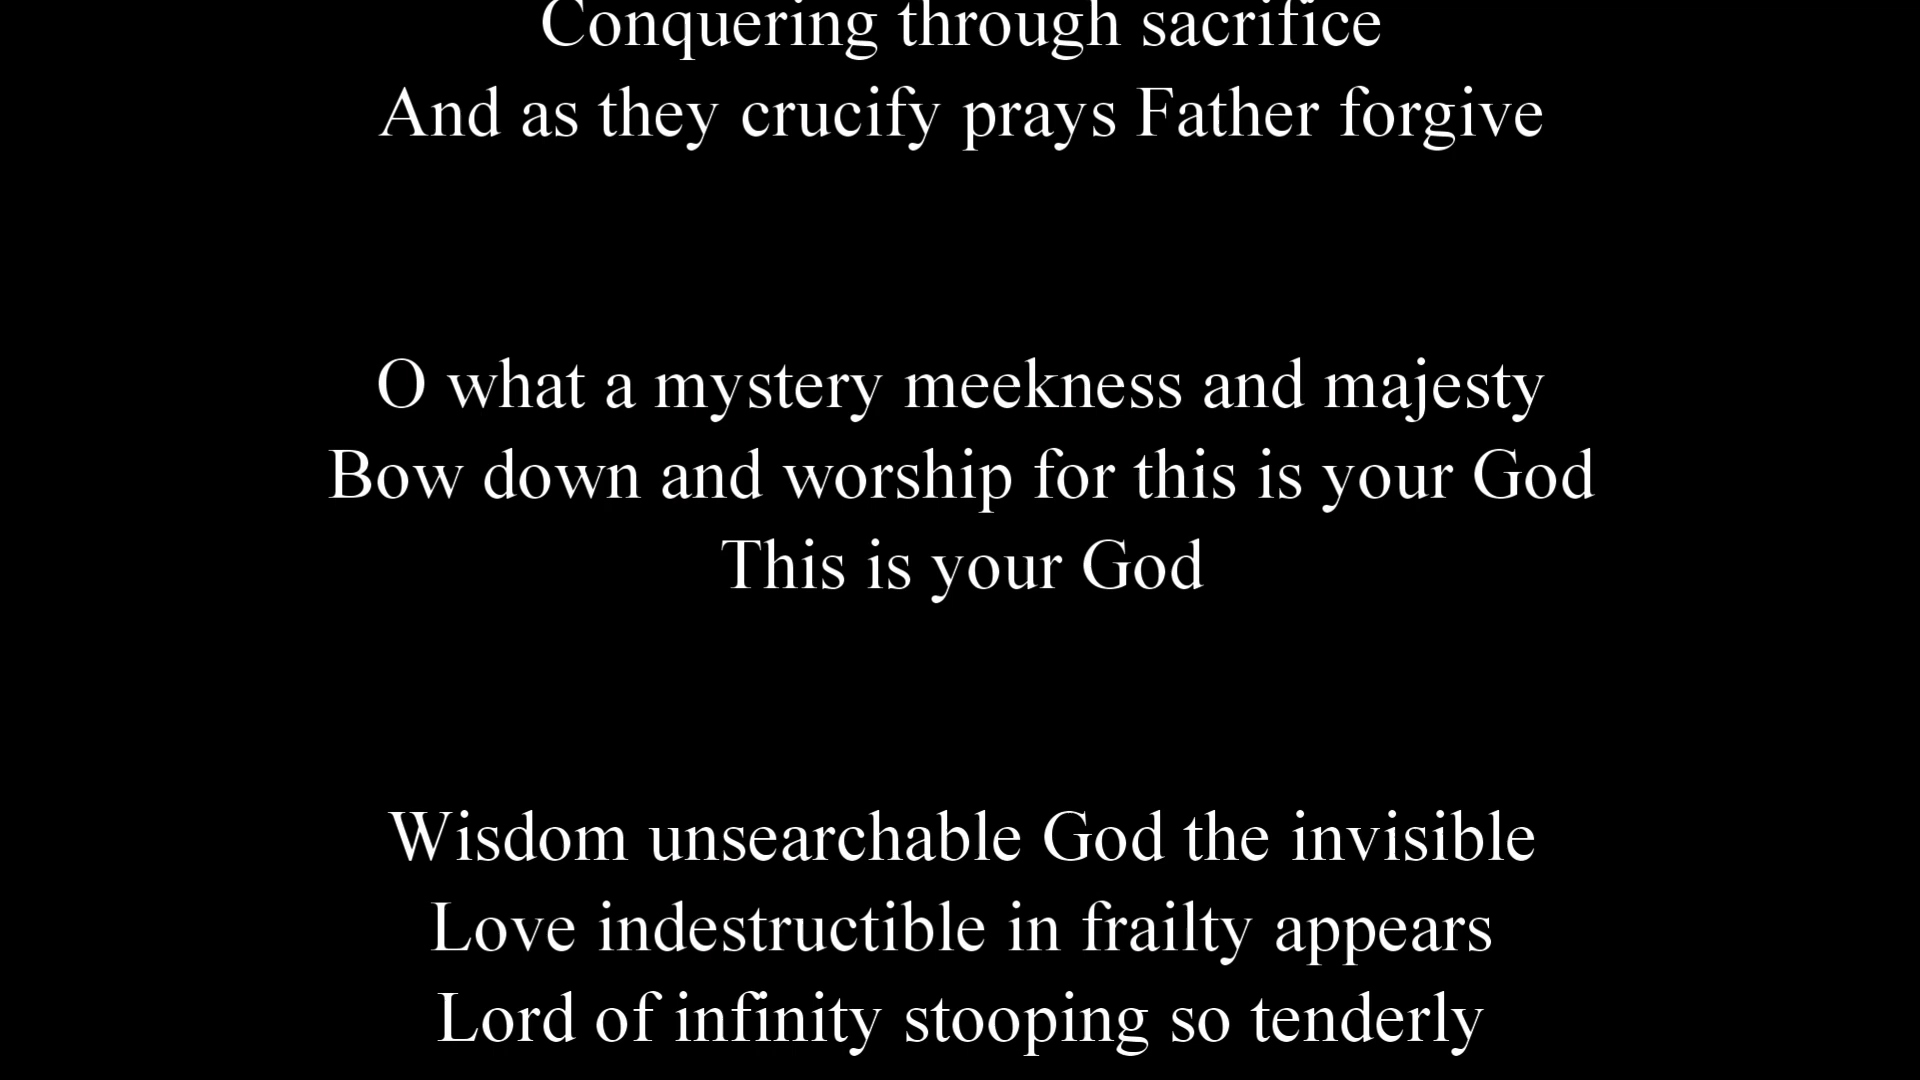 Conquering through sacrifice
And as they crucify prays Father forgive
O what a mystery meekness and majesty
Bow down and worship for this is your God
This is your God
Wisdom unsearchable God the invisible
Love indestructible in frailty appears
Lord of infinity stooping so tenderly